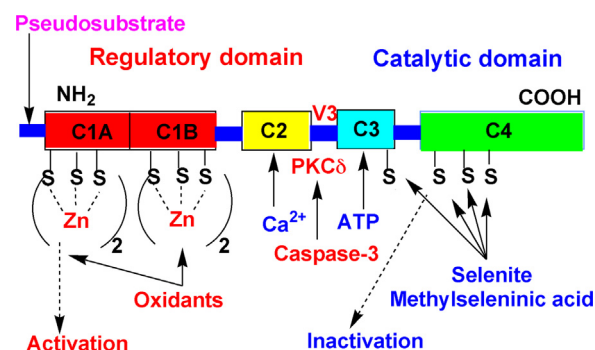 Pseudosubstrate
Regulatory domain
Catalytic domain
NH2
COOH
V3
C1A
C1B
C2
C3
C4
PKCδ
S S S
S S S
S
S S S
Zn
Zn
2
2
Ca2+
ATP
Caspase-3
Selenite
Methylseleninic acid
Oxidants
Activation
Inactivation